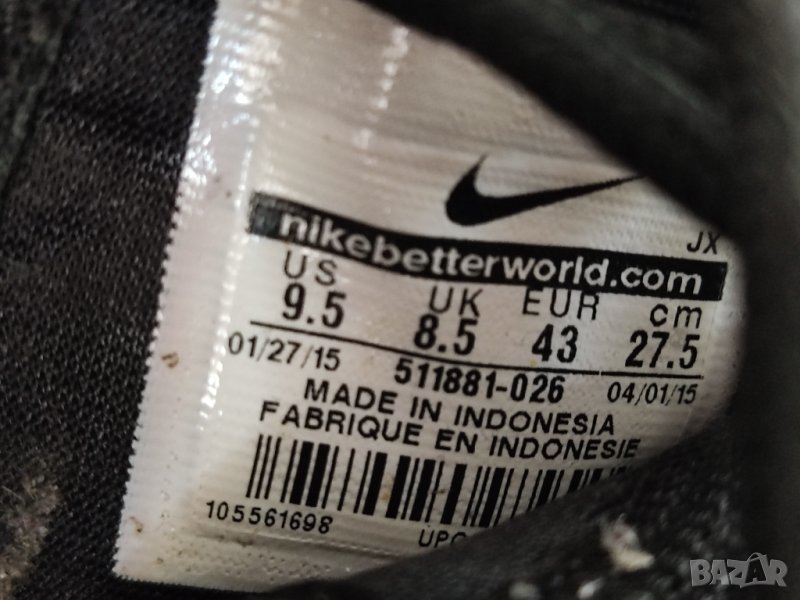 JX
nikebetterworld.com
US UK EUR cm
9.5 8.5 43 27.5
01/27/15 511881-026 04/01/15
MADE IN INDONESIA
FABRIQUE EN INDONESIE
105561698 UPC
BAZAR